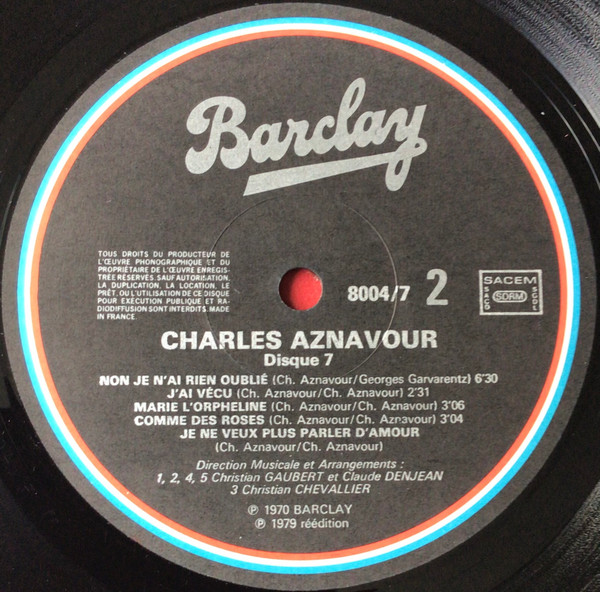 Barclay
TOUS DROITS DU PRODUCTEUR DE
L'ŒUVRE PHONOGRAPHIQUE ET DU
PROPRIÉTAIRE DE L'ŒUVRE ENREGIS-
TRÉE RÉSERVÉS SAUF AUTORISATION.
LA DUPLICATION, LA LOCATION, LE
PRÊT, OU L'UTILISATION DE CE DISQUE
POUR EXÉCUTION PUBLIQUE ET RA-
DIODIFFUSION SONT INTERDITS. MADE
IN FRANCE.
8004/7 2
SACEM
SACD SDRM SGDL
CHARLES AZNAVOUR
Disque 7
NON JE N'AI RIEN OUBLIÉ (Ch. Aznavour/Georges Garvarentz) 6'30
J'AI VÉCU (Ch. Aznavour/Ch. Aznavour) 2'31
MARIE L'ORPHELINE (Ch. Aznavour/Ch. Aznavour) 3'06
COMME DES ROSES (Ch. Aznavour/Ch. Aznavour) 3'04
JE NE VEUX PLUS PARLER D'AMOUR
(Ch. Aznavour/Ch. Aznavour)
Direction Musicale et Arrangements :
1, 2, 4, 5 Christian GAUBERT et Claude DENJEAN
3 Christian CHEVALLIER
℗ 1970 BARCLAY
℗ 1979 réédition